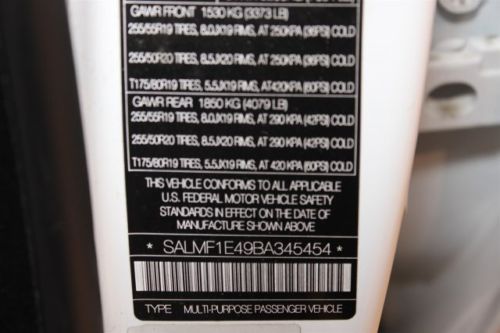 GAWR FRONT 1530 KG (3373 LB)
255/55R19 TIRES, 8.0JX19 RIMS, AT 250KPA (36PSI) COLD
255/50R20 TIRES, 8.5JX20 RIMS, AT 250KPA (36PSI) COLD
T175/80R19 TIRES, 5.5JX19 RIMS, AT 420KPA (60PSI) COLD
GAWR REAR 1850 KG (4079 LB)
255/55R19 TIRES, 8.0JX19 RIMS, AT 290 KPA (42PSI) COLD
255/50R20 TIRES, 8.5JX20 RIMS, AT 290 KPA (42PSI) COLD
T175/80R19 TIRES, 5.5JX19 RIMS, AT 420 KPA (60PSI) COLD
THIS VEHICLE CONFORMS TO ALL APPLICABLE
U.S. FEDERAL MOTOR VEHICLE SAFETY
STANDARDS IN EFFECT ON THE DATE OF
MANUFACTURE SHOWN ABOVE
* SALMF1E49BA345454 *
TYPE MULTI-PURPOSE PASSENGER VEHICLE